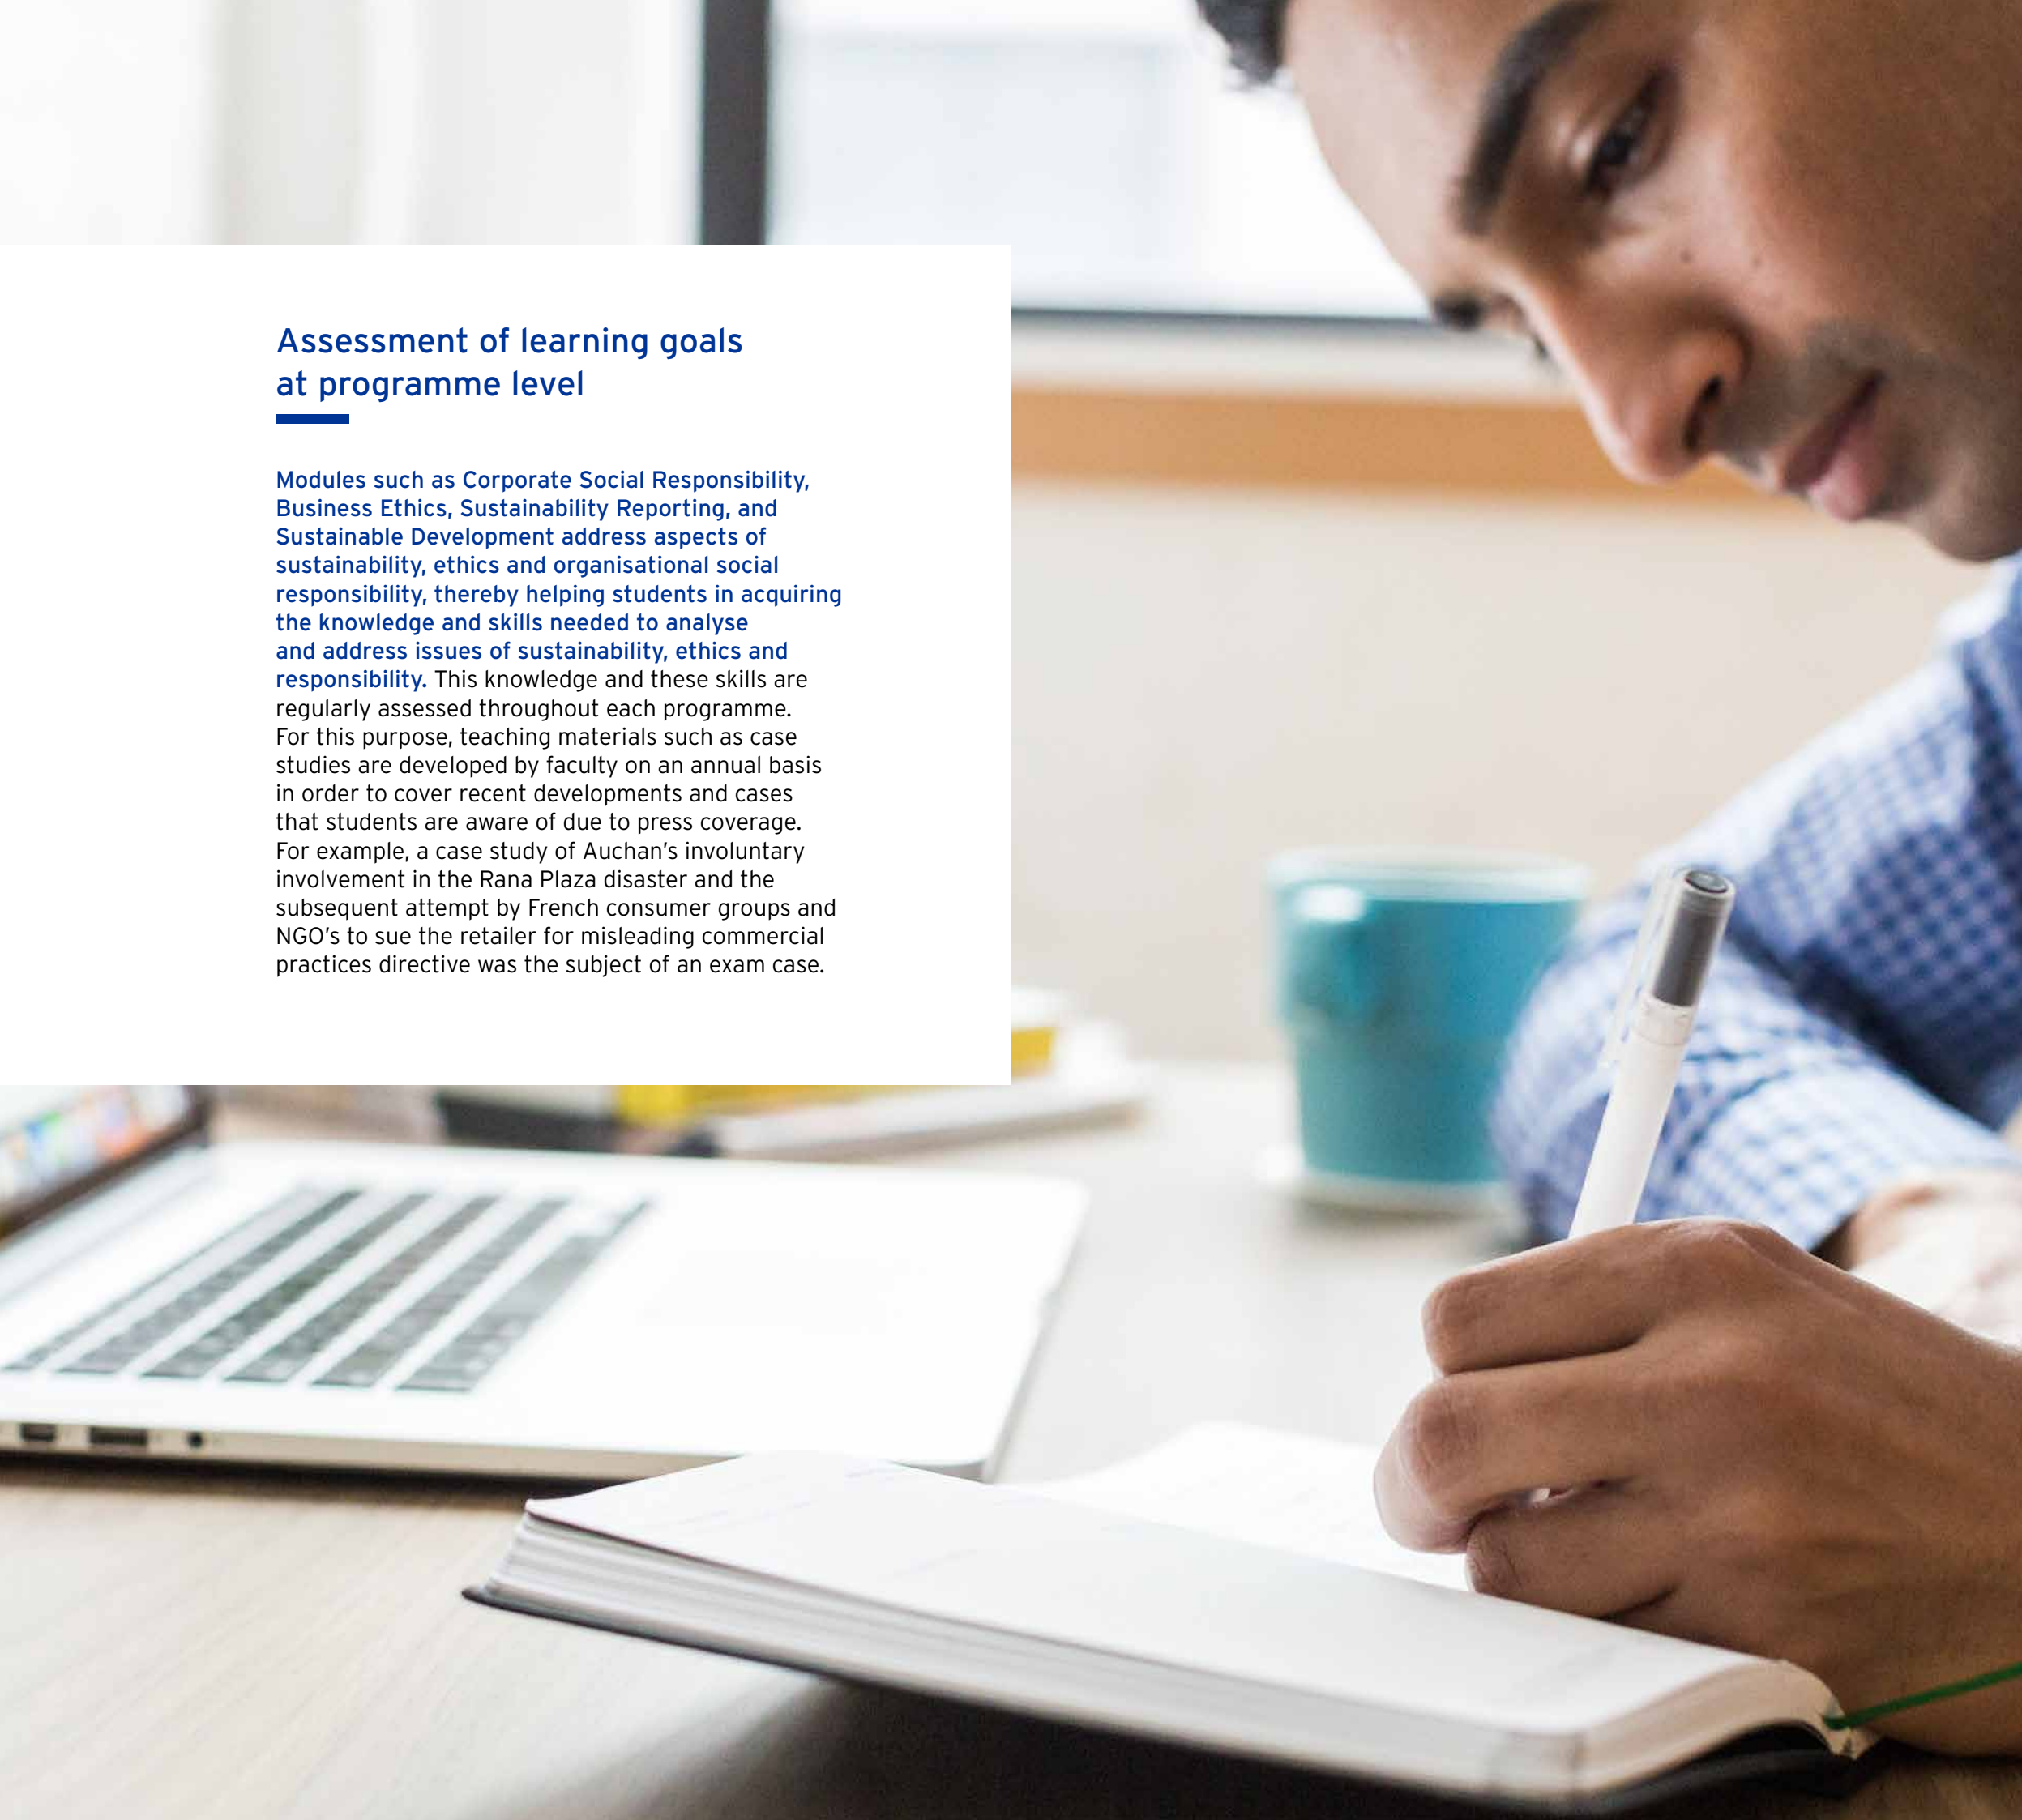 Assessment of learning goals
at programme level
Modules such as Corporate Social Responsibility,
Business Ethics, Sustainability Reporting, and
Sustainable Development address aspects of
sustainability, ethics and organisational social
responsibility, thereby helping students in acquiring
the knowledge and skills needed to analyse
and address issues of sustainability, ethics and
responsibility. This knowledge and these skills are
regularly assessed throughout each programme.
For this purpose, teaching materials such as case
studies are developed by faculty on an annual basis
in order to cover recent developments and cases
that students are aware of due to press coverage.
For example, a case study of Auchan’s involuntary
involvement in the Rana Plaza disaster and the
subsequent attempt by French consumer groups and
NGO’s to sue the retailer for misleading commercial
practices directive was the subject of an exam case.